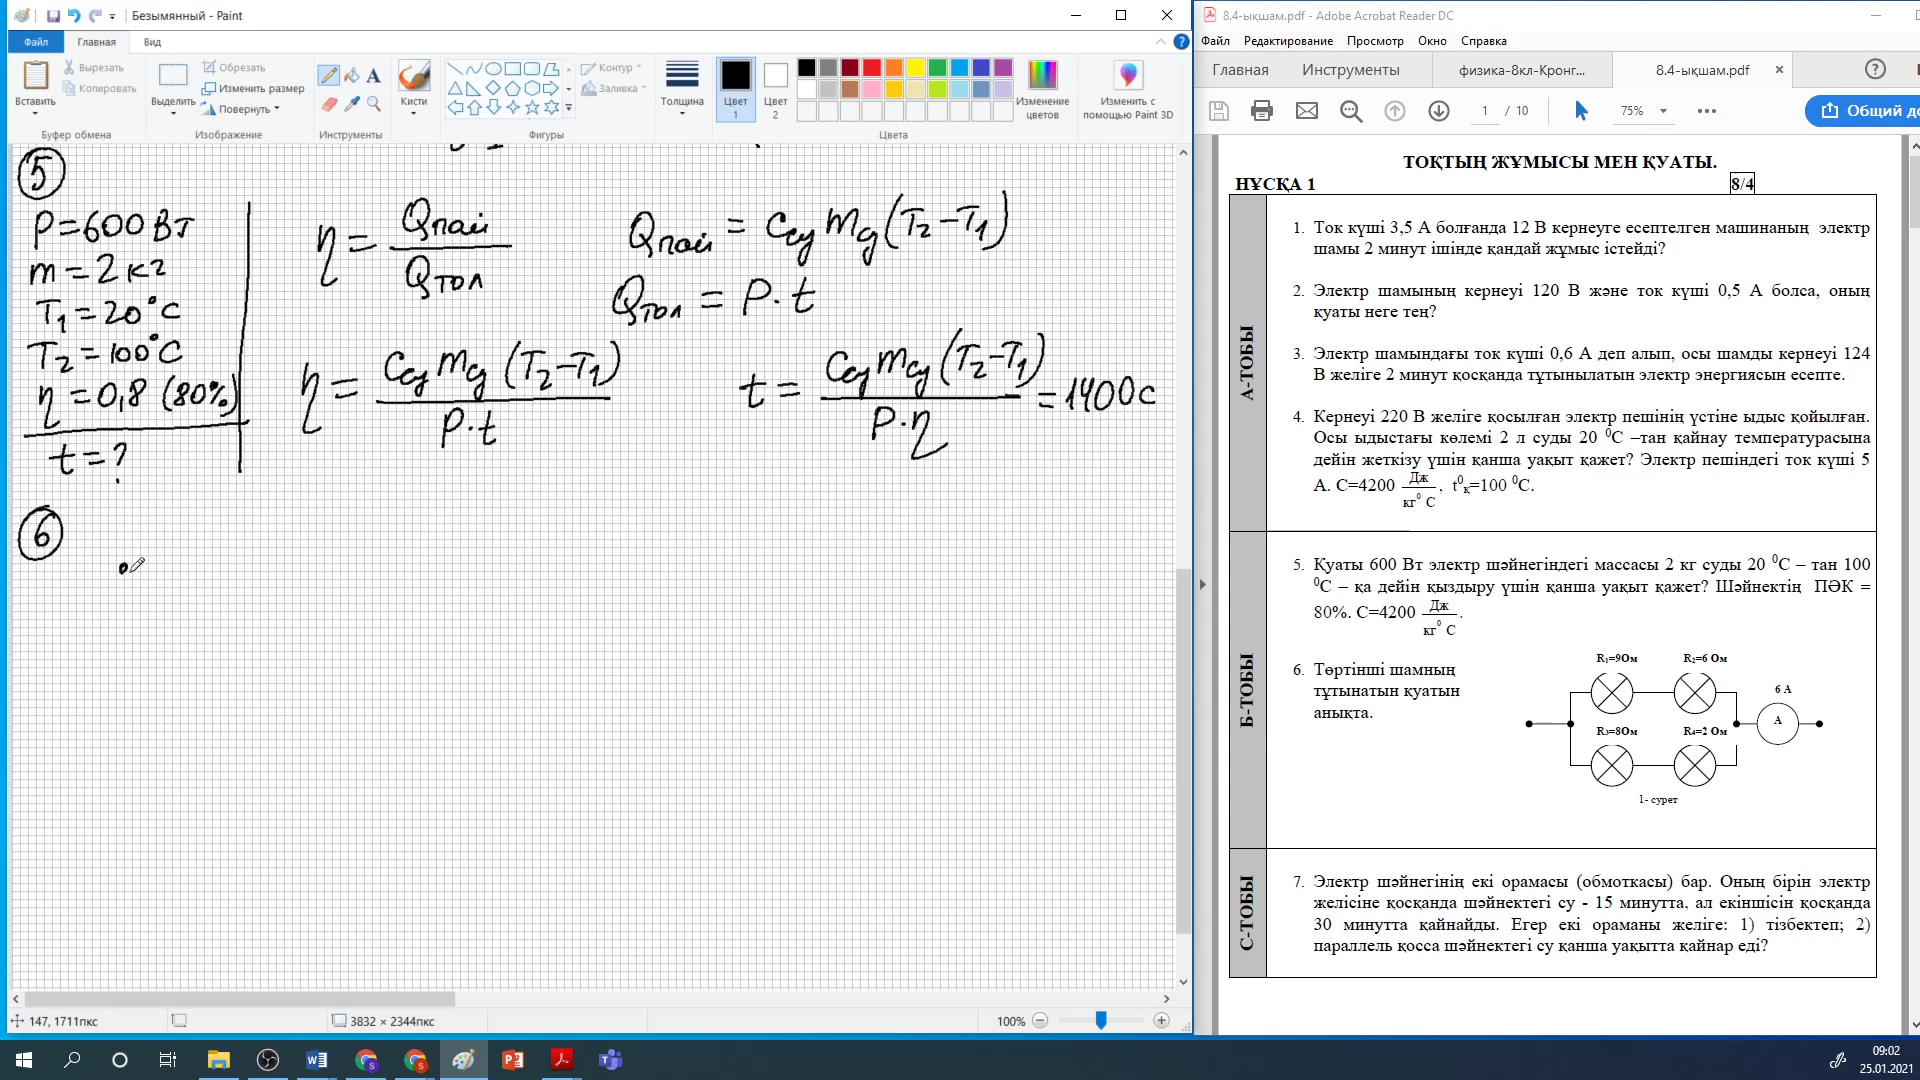 Безымянный - Paint
Файл Главная Вид
Вставить
Вырезать
Копировать
Буфер обмена
Выделить
Обрезать
Изменить размер
Повернуть
Изображение
Инструменты
Кисти
Контур
Заливка
Фигуры
Толщина
Цвет 1
Цвет 2
Изменение цветов
Цвета
Изменить с помощью Paint 3D
5
P=600 Вт
m=2 кг
T₁=20°C
T₂=100°C
η=0,8 (80%)
t=?
η = Qпай / Qтол
Qпай = Cсу mсу (T₂-T₁)
Qтол = P·t
η = Cсу mсу (T₂-T₁) / P·t
t = Cсу mсу (T₂-T₁) / P·η = 1400 с
6
147, 1711пкс
3832 × 2344пкс
100%
8.4-ықшам.pdf - Adobe Acrobat Reader DC
Файл Редактирование Просмотр Окно Справка
Главная Инструменты физика-8кл-Кронг... 8.4-ықшам.pdf ×
1 / 10 75% Общий до
ТОҚТЫҢ ЖҰМЫСЫ МЕН ҚУАТЫ.
НҰСҚА 1 8/4
А-ТОБЫ
1. Ток күші 3,5 А болғанда 12 В кернеуге есептелген машинаның электр
шамы 2 минут ішінде қандай жұмыс істейді?
2. Электр шамының кернеуі 120 В және ток күші 0,5 А болса, оның
қуаты неге тең?
3. Электр шамындағы ток күші 0,6 А деп алып, осы шамды кернеуі 124
В желіге 2 минут қосқанда тұтынылатын электр энергиясын есепте.
4. Кернеуі 220 В желіге қосылған электр пешінің үстіне ыдыс қойылған.
Осы ыдыстағы көлемі 2 л суды 20 ⁰С –тан қайнау температурасына
дейін жеткізу үшін қанша уақыт қажет? Электр пешіндегі ток күші 5
А. С=4200 Дж/кг⁰ С, t⁰қ=100 ⁰С.
Б-ТОБЫ
5. Қуаты 600 Вт электр шәйнегіндегі массасы 2 кг суды 20 ⁰С – тан 100
⁰С – қа дейін қыздыру үшін қанша уақыт қажет? Шәйнектің ПӘК =
80%. С=4200 Дж/кг⁰ С.
6. Төртінші шамның
тұтынатын қуатын
анықта.
R₁=9Ом R₂=6 Ом
6 А
А
R₃=8Ом R₄=2 Ом
1- сурет
С-ТОБЫ
7. Электр шәйнегінің екі орамасы (обмоткасы) бар. Оның бірін электр
желісіне қосқанда шәйнектегі су - 15 минутта, ал екіншісін қосқанда
30 минутта қайнайды. Егер екі ораманы желіге: 1) тізбектеп; 2)
параллель қосса шәйнектегі су қанша уақытта қайнар еді?
09:02
25.01.2021